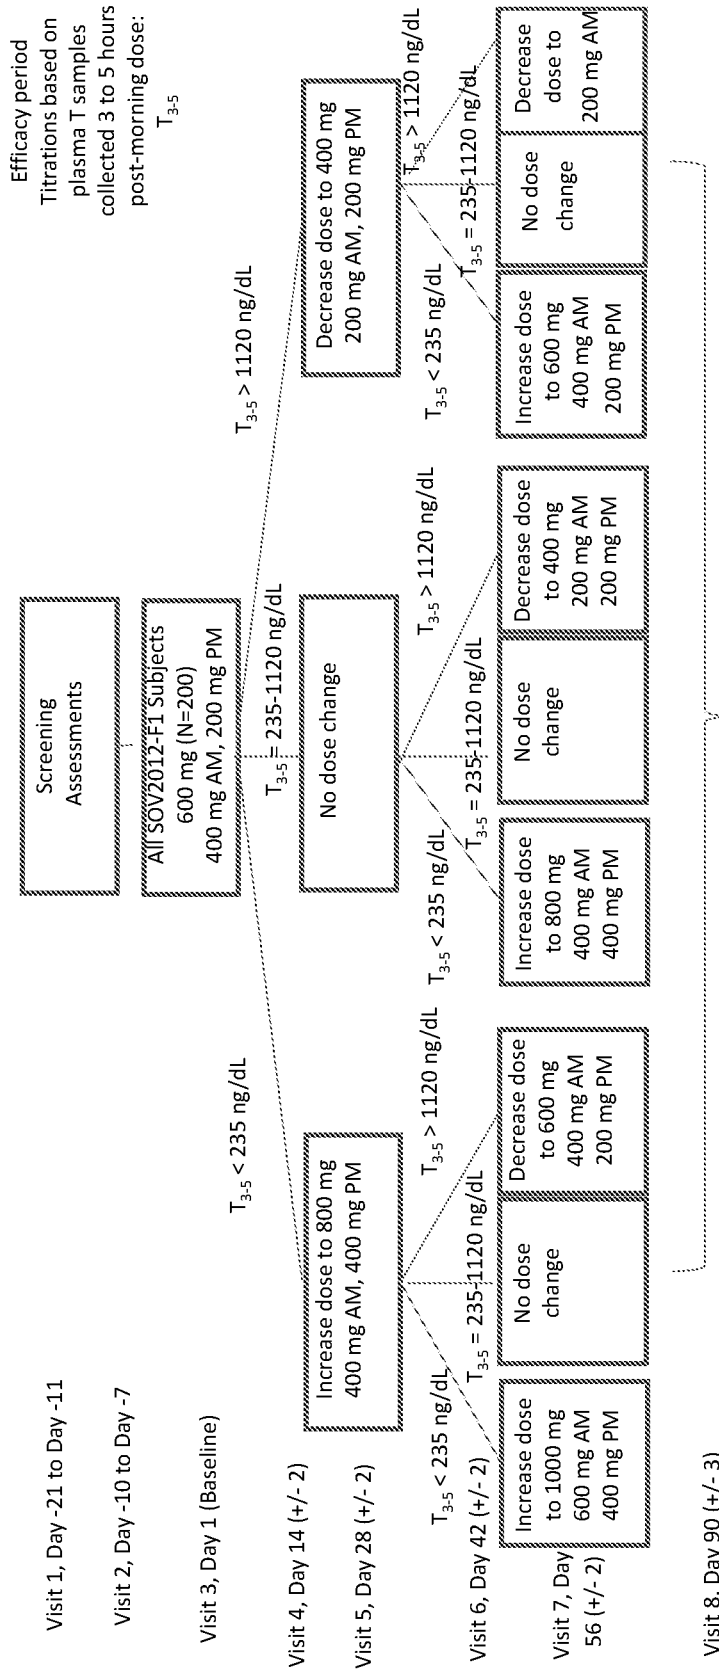 Efficacy period
Titrations based on
plasma T samples
collected 3 to 5 hours
post-morning dose:
T3-5
Visit 1, Day -21 to Day -11
Screening
Assessments
Visit 2, Day -10 to Day -7
All SOV2012-F1 Subjects
600 mg (N=200)
400 mg AM, 200 mg PM
Visit 3, Day 1 (Baseline)
T3-5 < 235 ng/dL
T3-5 = 235-1120 ng/dL
T3-5 > 1120 ng/dL
Visit 4, Day 14 (+/- 2)
Increase dose to 800 mg
400 mg AM, 400 mg PM
No dose change
Decrease dose to 400 mg
200 mg AM, 200 mg PM
Visit 5, Day 28 (+/- 2)
T3-5 < 235 ng/dL
T3-5 = 235-1120 ng/dL
T3-5 > 1120 ng/dL
T3-5 < 235 ng/dL
T3-5 = 235-1120 ng/dL
T3-5 > 1120 ng/dL
T3-5 < 235 ng/dL
T3-5 = 235-1120 ng/dL
T3-5 > 1120 ng/dL
Visit 6, Day 42 (+/- 2)
Increase dose
to 1000 mg
600 mg AM
400 mg PM
No dose
change
Decrease dose
to 600 mg
400 mg AM
200 mg PM
Increase dose
to 800 mg
400 mg AM
400 mg PM
No dose
change
Decrease dose
to 400 mg
200 mg AM
200 mg PM
Increase dose
to 600 mg
400 mg AM
200 mg PM
No dose
change
Decrease
dose to
200 mg AM
Visit 7, Day
56 (+/- 2)
Visit 8, Day 90 (+/- 3)